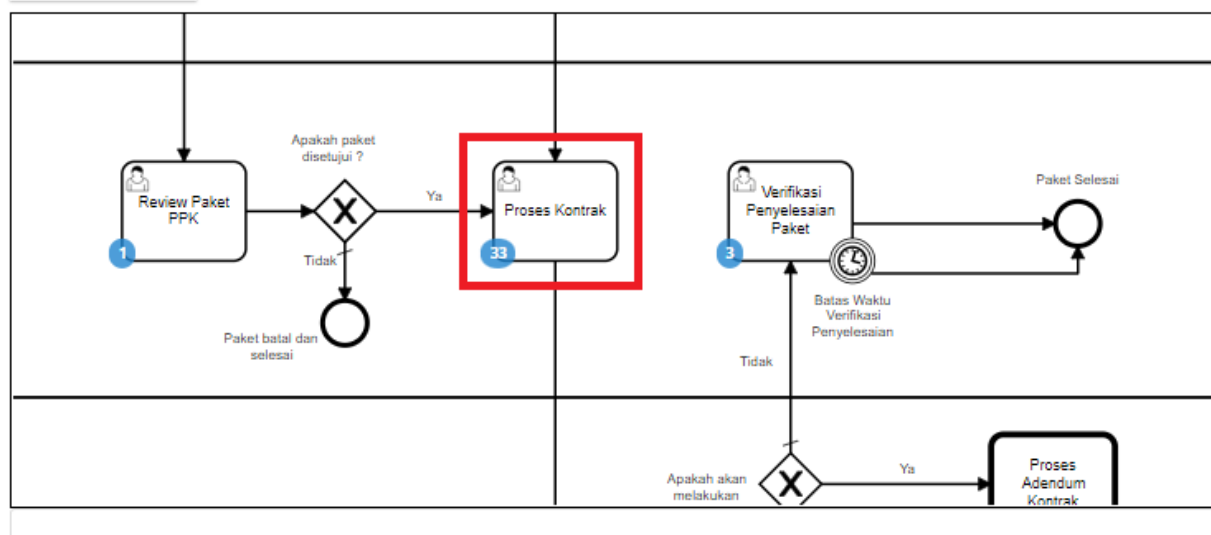 Apakah paket
disetujui ?
Review Paket
PPK
1
Ya
Proses Kontrak
33
Tidak
Paket batal dan
selesai
Verifikasi
Penyelesaian
Paket
3
Paket Selesai
Batas Waktu
Verifikasi
Penyelesaian
Tidak
Apakah akan
melakukan
Ya
Proses
Adendum
Kontrak